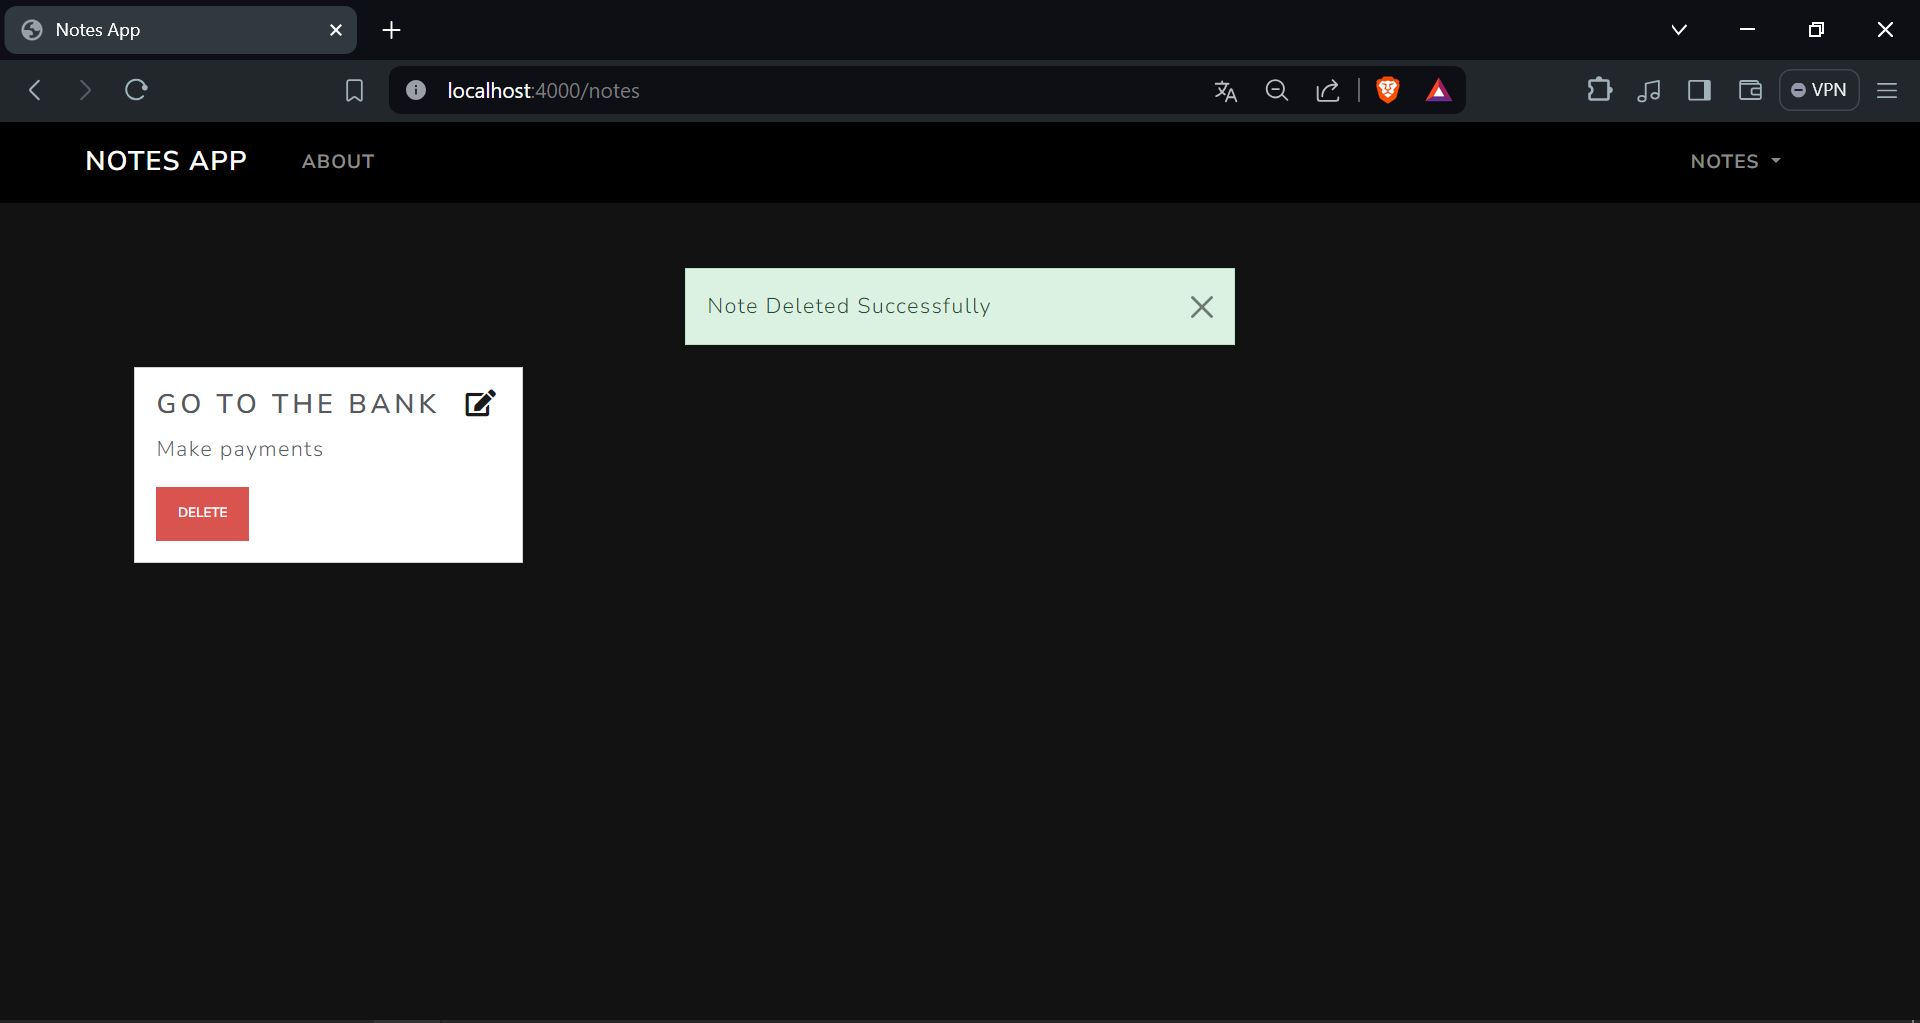 Notes App
localhost:4000/notes
VPN
NOTES APP
ABOUT
NOTES
Note Deleted Successfully
GO TO THE BANK
Make payments
DELETE